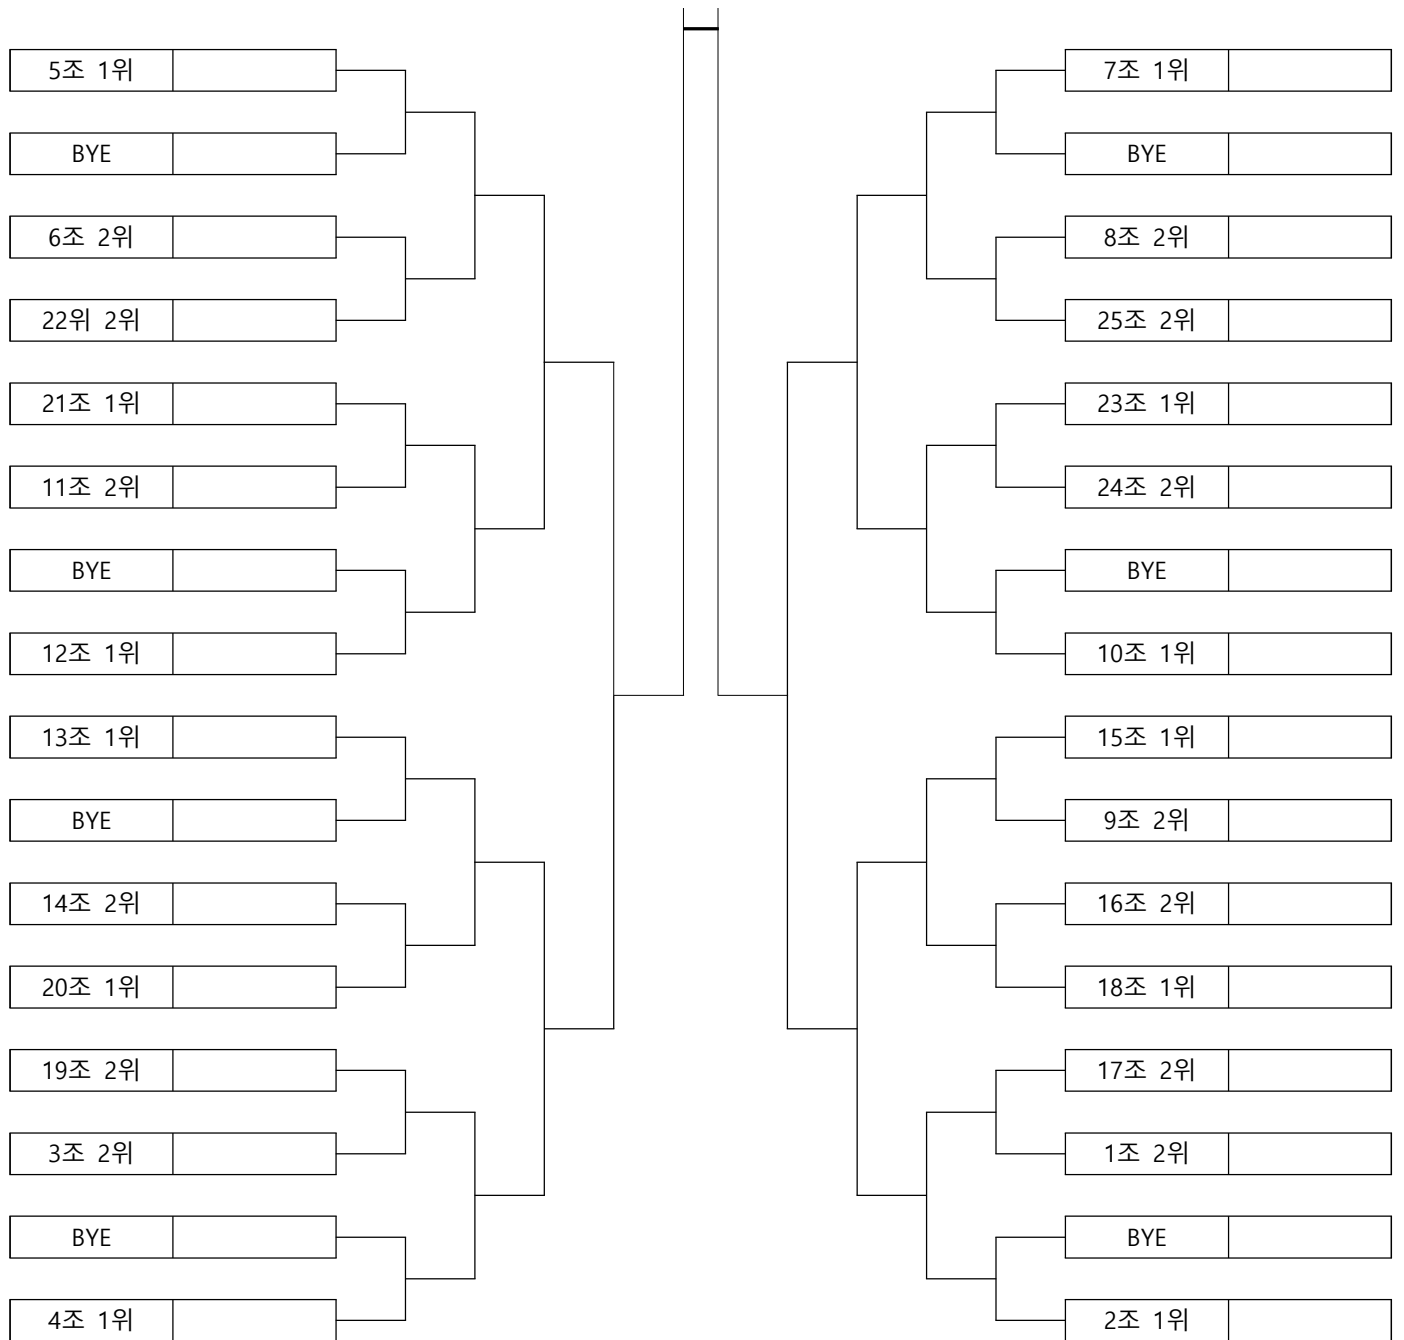 5조 1위
BYE
6조 2위
22위 2위
21조 1위
11조 2위
BYE
12조 1위
13조 1위
BYE
14조 2위
20조 1위
19조 2위
3조 2위
BYE
4조 1위
7조 1위
BYE
8조 2위
25조 2위
23조 1위
24조 2위
BYE
10조 1위
15조 1위
9조 2위
16조 2위
18조 1위
17조 2위
1조 2위
BYE
2조 1위